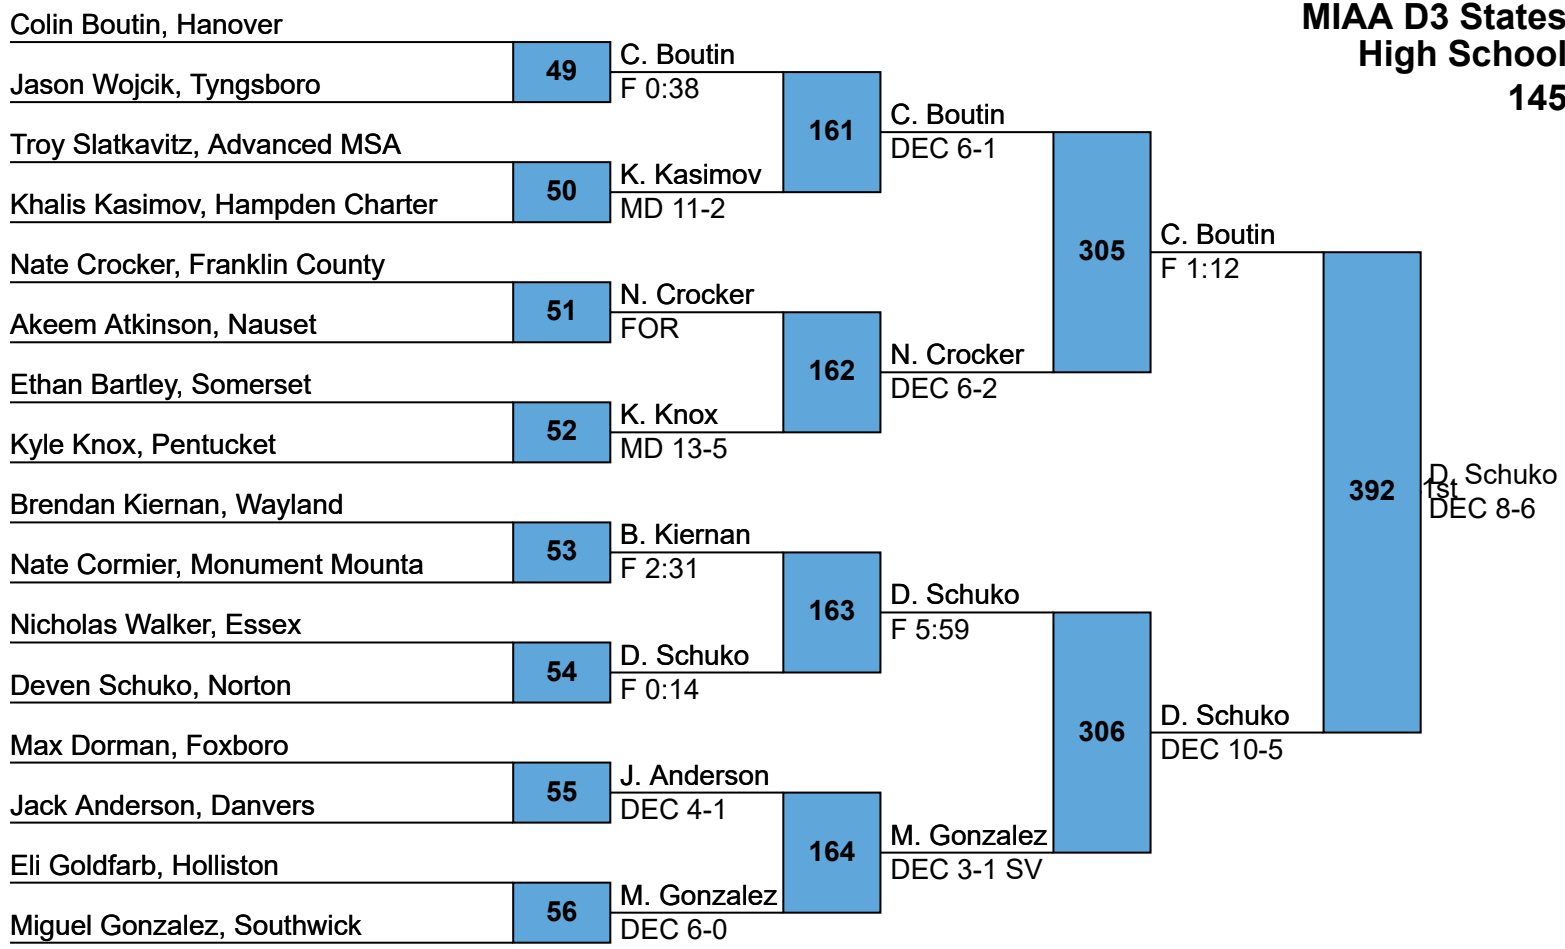 MIAA D3 States
High School
145
Colin Boutin, Hanover
49
Jason Wojcik, Tyngsboro
C. Boutin
F 0:38
Troy Slatkavitz, Advanced MSA
50
Khalis Kasimov, Hampden Charter
K. Kasimov
MD 11-2
161
C. Boutin
DEC 6-1
Nate Crocker, Franklin County
51
Akeem Atkinson, Nauset
N. Crocker
FOR
Ethan Bartley, Somerset
52
Kyle Knox, Pentucket
K. Knox
MD 13-5
162
N. Crocker
DEC 6-2
305
C. Boutin
F 1:12
Brendan Kiernan, Wayland
53
Nate Cormier, Monument Mounta
B. Kiernan
F 2:31
Nicholas Walker, Essex
54
Deven Schuko, Norton
D. Schuko
F 0:14
163
D. Schuko
F 5:59
Max Dorman, Foxboro
55
Jack Anderson, Danvers
J. Anderson
DEC 4-1
Eli Goldfarb, Holliston
56
Miguel Gonzalez, Southwick
M. Gonzalez
DEC 6-0
164
M. Gonzalez
DEC 3-1 SV
306
D. Schuko
DEC 10-5
392
D. Schuko
1st
DEC 8-6